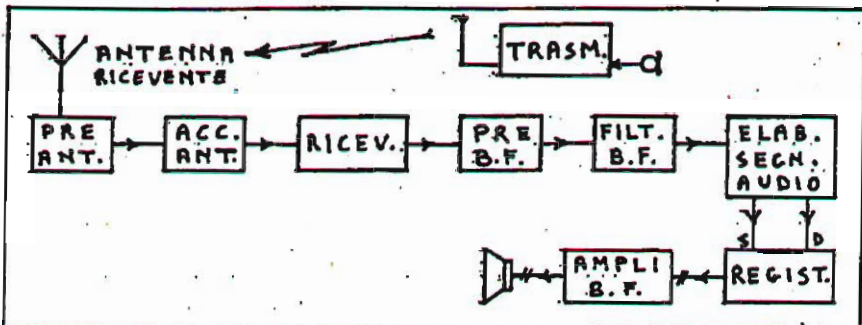 ANTENNA
RICEVENTE
TRASM.
PRE
ANT.
ACC.
ANT.
RICEV.
PRE
B.F.
FILT.
B.F.
ELAB.
SEGN.
AUDIO
S D
AMPLI
B.F.
REGIST.